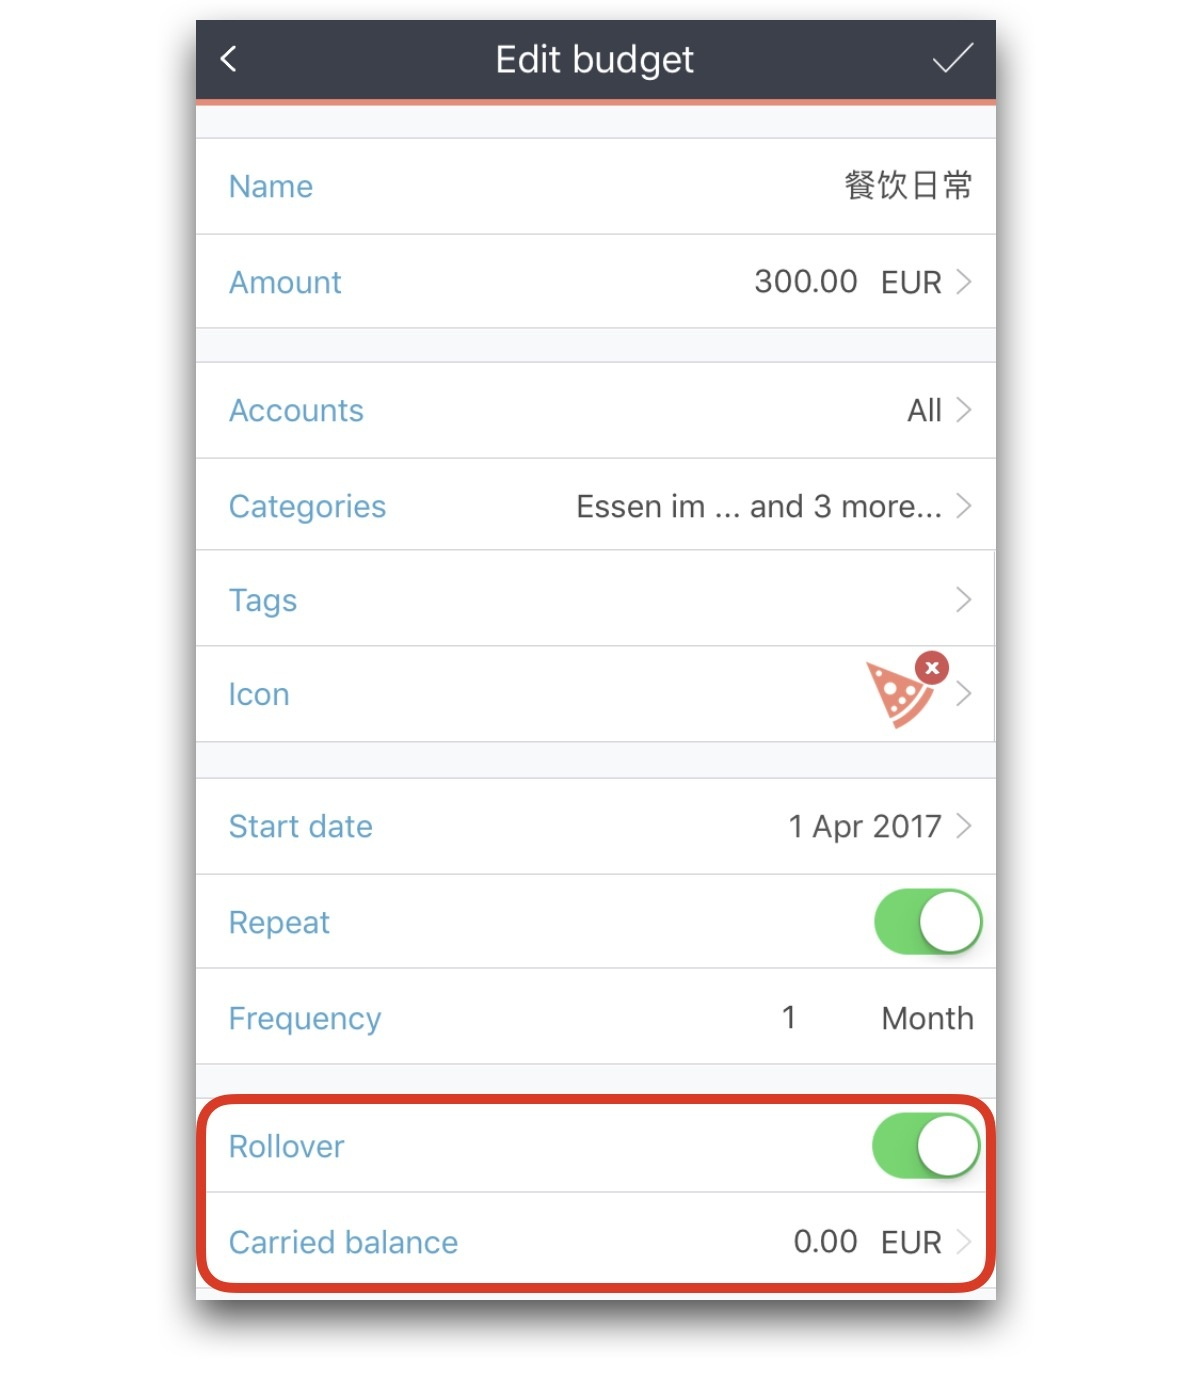 Edit budget
Name 餐饮日常
Amount 300.00 EUR
Accounts All
Categories Essen im ... and 3 more...
Tags
Icon
Start date 1 Apr 2017
Repeat
Frequency 1 Month
Rollover
Carried balance 0.00 EUR